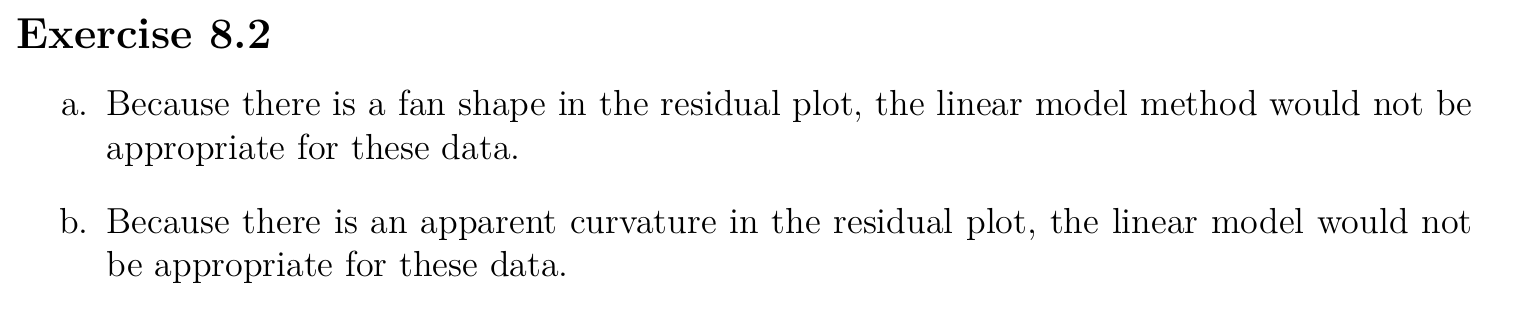 Exercise 8.2
a. Because there is a fan shape in the residual plot, the linear model method would not be
appropriate for these data.
b. Because there is an apparent curvature in the residual plot, the linear model would not
be appropriate for these data.